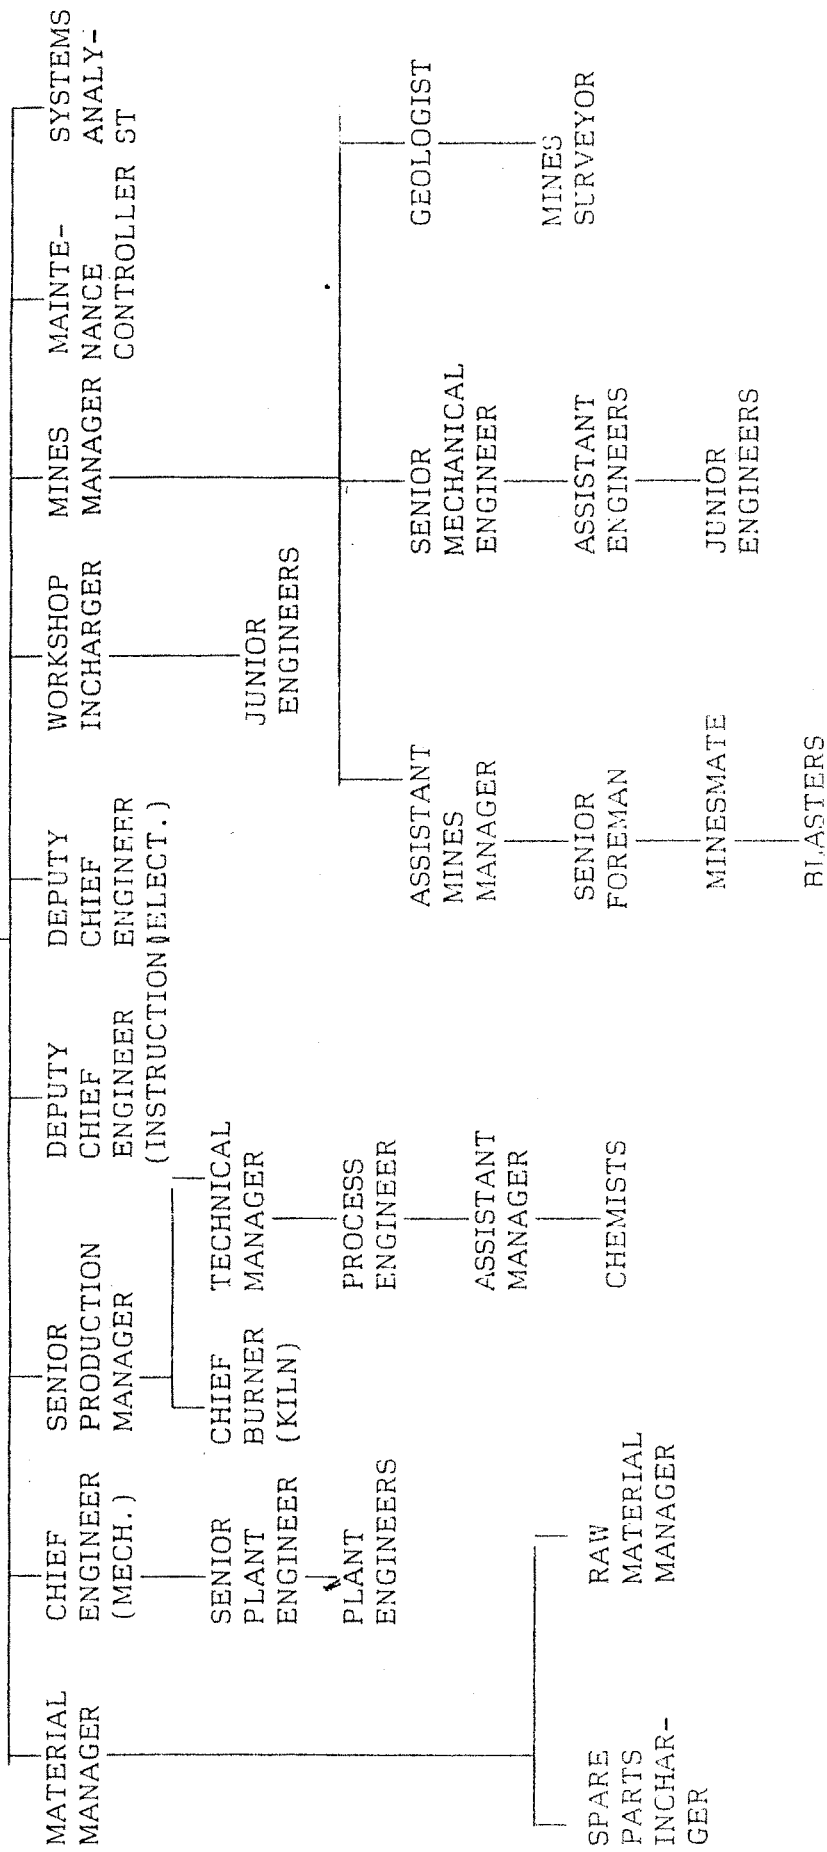 MATERIAL
MANAGER
CHIEF
ENGINEER
(MECH.)
SENIOR
PRODUCTION
MANAGER
DEPUTY
CHIEF
ENGINEER
(INSTRUCTION)
DEPUTY
CHIEF
ENGINEER
(ELECT.)
WORKSHOP
INCHARGER
MINES
MANAGER
MAINTE-
NANCE
CONTROLLER
SYSTEMS
ANALY-
ST
SENIOR
PLANT
ENGINEER
PLANT
ENGINEERS
CHIEF
BURNER
(KILN)
TECHNICAL
MANAGER
PROCESS
ENGINEER
ASSISTANT
MANAGER
CHEMISTS
JUNIOR
ENGINEERS
SPARE
PARTS
INCHAR-
GER
RAW
MATERIAL
MANAGER
ASSISTANT
MINES
MANAGER
SENIOR
FOREMAN
MINESMATE
BLASTERS
SENIOR
MECHANICAL
ENGINEER
ASSISTANT
ENGINEERS
JUNIOR
ENGINEERS
GEOLOGIST
MINES
SURVEYOR